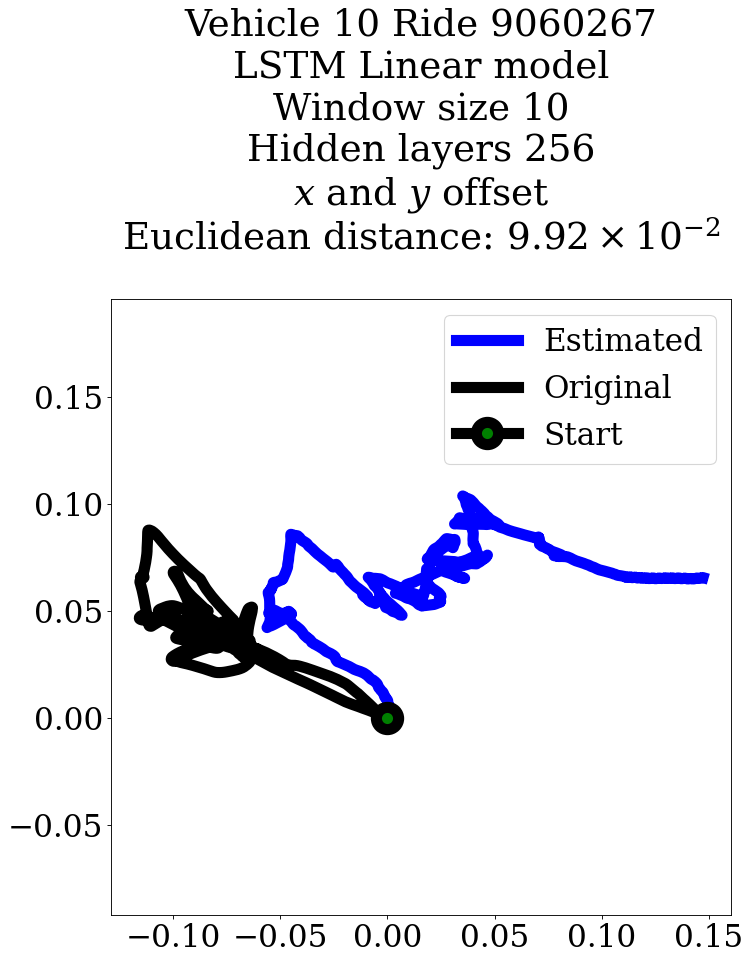 Vehicle 10 Ride 9060267
LSTM Linear model
Window size 10
Hidden layers 256
x and y offset
Euclidean distance: 9.92 × 10⁻²
Estimated
Original
Start
0.15
0.10
0.05
0.00
−0.05
−0.10 −0.05 0.00 0.05 0.10 0.15